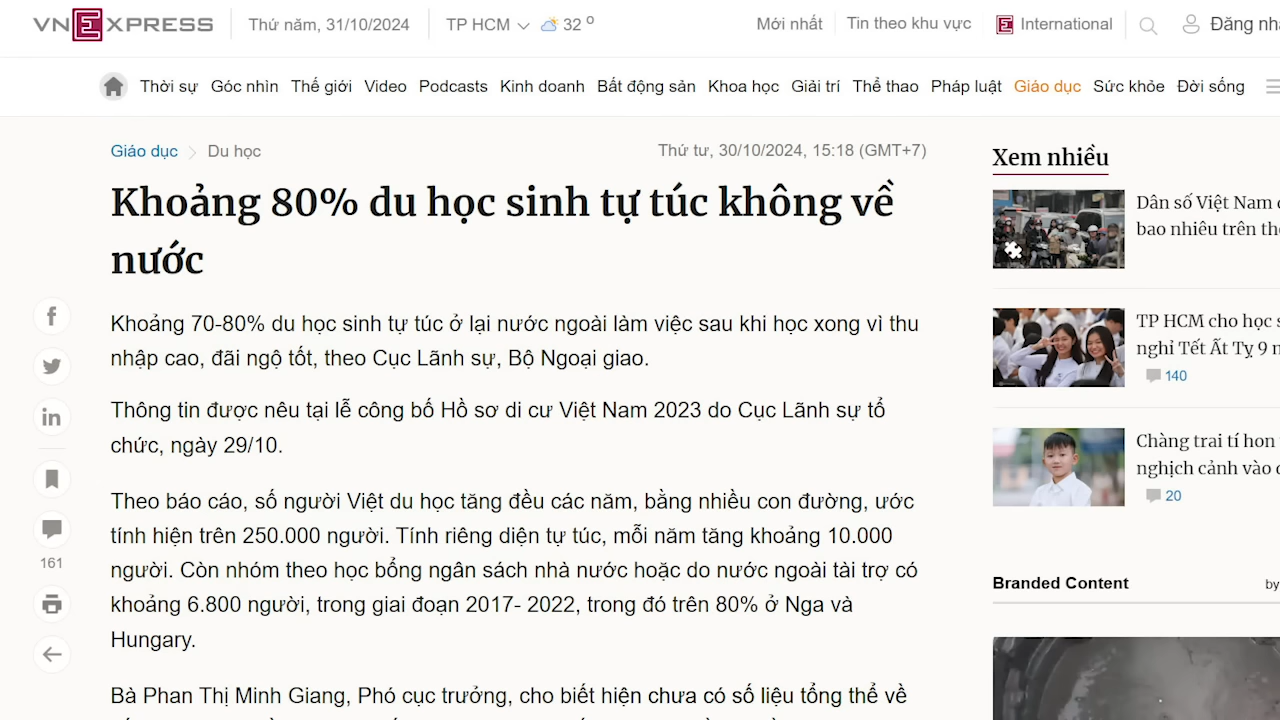 VNEXPRESS
Thứ năm, 31/10/2024
TP HCM
32 º
Mới nhất
Tin theo khu vực
E International
Đăng
Thời sự Góc nhìn Thế giới Video Podcasts Kinh doanh Bất động sản Khoa học Giải trí Thể thao Pháp luật Giáo dục Sức khỏe Đời sống
Giáo dục > Du học
Thứ tư, 30/10/2024, 15:18 (GMT+7)
Khoảng 80% du học sinh tự túc không về
nước
Khoảng 70-80% du học sinh tự túc ở lại nước ngoài làm việc sau khi học xong vì thu
nhập cao, đãi ngộ tốt, theo Cục Lãnh sự, Bộ Ngoại giao.
Thông tin được nêu tại lễ công bố Hồ sơ di cư Việt Nam 2023 do Cục Lãnh sự tổ
chức, ngày 29/10.
Theo báo cáo, số người Việt du học tăng đều các năm, bằng nhiều con đường, ước
tính hiện trên 250.000 người. Tính riêng diện tự túc, mỗi năm tăng khoảng 10.000
người. Còn nhóm theo học bổng ngân sách nhà nước hoặc do nước ngoài tài trợ có
khoảng 6.800 người, trong giai đoạn 2017- 2022, trong đó trên 80% ở Nga và
Hungary.
Bà Phan Thị Minh Giang, Phó cục trưởng, cho biết hiện chưa có số liệu tổng thể về
161
Xem nhiều
Dân số Việt Nam
bao nhiêu trên
TP HCM cho học
nghỉ Tết Ất Tỵ 9
140
Chàng trai tí hon
nghịch cảnh vào
20
Branded Content
by